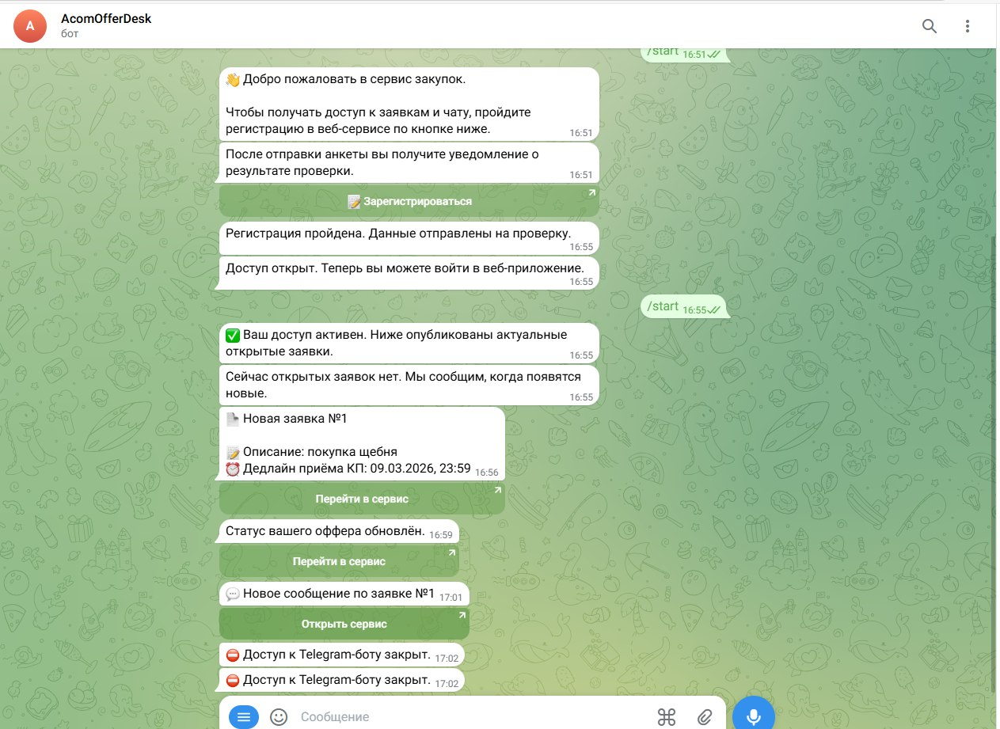 A
AcomOfferDesk
бот
/start 16:51
👋 Добро пожаловать в сервис закупок.
Чтобы получать доступ к заявкам и чату, пройдите
регистрацию в веб-сервисе по кнопке ниже.
16:51
После отправки анкеты вы получите уведомление о
результате проверки.
16:51
📝 Зарегистрироваться
Регистрация пройдена. Данные отправлены на проверку.
16:55
Доступ открыт. Теперь вы можете войти в веб-приложение.
16:55
/start 16:55
✅ Ваш доступ активен. Ниже опубликованы актуальные
открытые заявки.
16:55
Сейчас открытых заявок нет. Мы сообщим, когда появятся
новые.
16:55
Новая заявка №1
📝 Описание: покупка щебня
⏰ Дедлайн приёма КП: 09.03.2026, 23:59 16:56
Перейти в сервис
Статус вашего оффера обновлён. 16:59
Перейти в сервис
💬 Новое сообщение по заявке №1 17:01
Открыть сервис
⛔ Доступ к Telegram-боту закрыт. 17:02
⛔ Доступ к Telegram-боту закрыт. 17:02
Сообщение